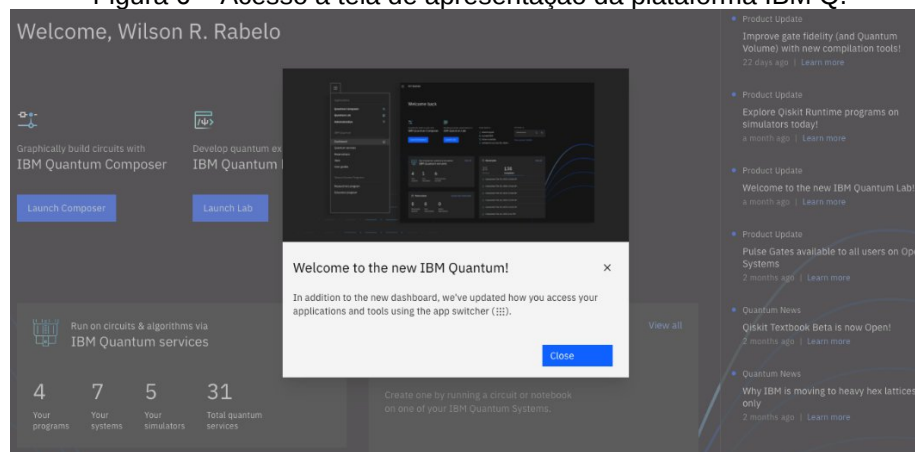 Figura 6 – Acesso à tela de apresentação da plataforma IBM Q.
Welcome, Wilson R. Rabelo
Graphically build circuits with
IBM Quantum Composer
Launch Composer
Develop quantum ex
IBM Quantum
Launch Lab
Welcome back
Welcome to the new IBM Quantum!
×
In addition to the new dashboard, we've updated how you access your
applications and tools using the app switcher ( ).
Close
Run on circuits & algorithms via
IBM Quantum services
4
Your
programs
7
Your
systems
5
Your
simulators
31
Total quantum
services
View all
Create one by running a circuit or notebook
on one of your IBM Quantum Systems.
Product Update
Improve gate fidelity (and Quantum
Volume) with new compilation tools!
22 days ago | Learn more
Product Update
Explore Qiskit Runtime programs on
simulators today!
a month ago | Learn more
Product Update
Welcome to the new IBM Quantum Lab!
a month ago | Learn more
Product Update
Pulse Gates available to all users on Op
Systems
2 months ago | Learn more
Quantum News
Qiskit Textbook Beta is now Open!
2 months ago | Learn more
Quantum News
Why IBM is moving to heavy hex lattices
only
2 months ago | Learn more